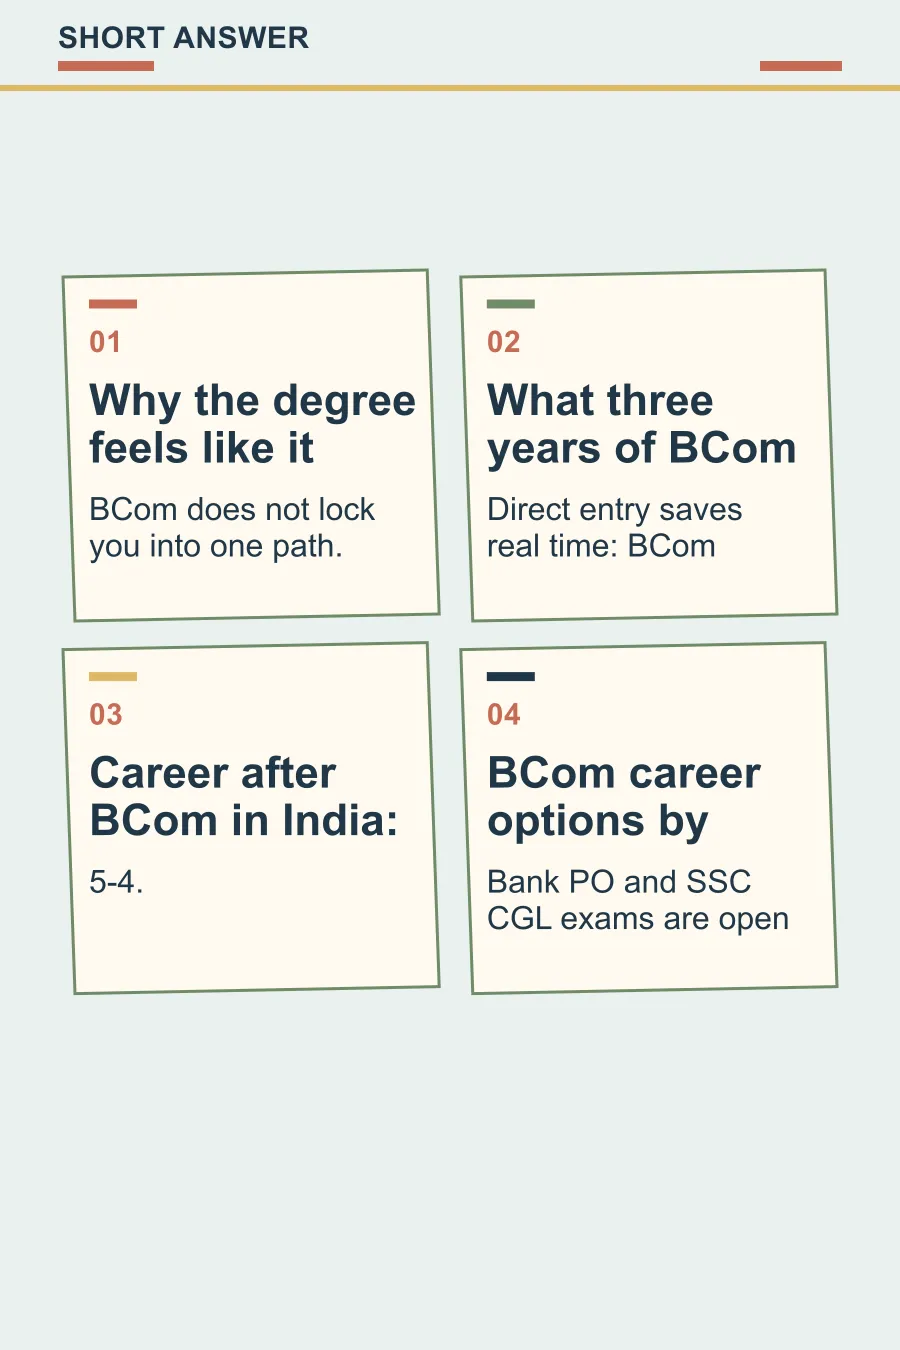 SHORT ANSWER
01
Why the degree
feels like it
BCom does not lock
you into one path.
02
What three
years of BCom
Direct entry saves
real time: BCom
03
Career after
BCom in India:
5-4.
04
BCom career
options by
Bank PO and SSC
CGL exams are open